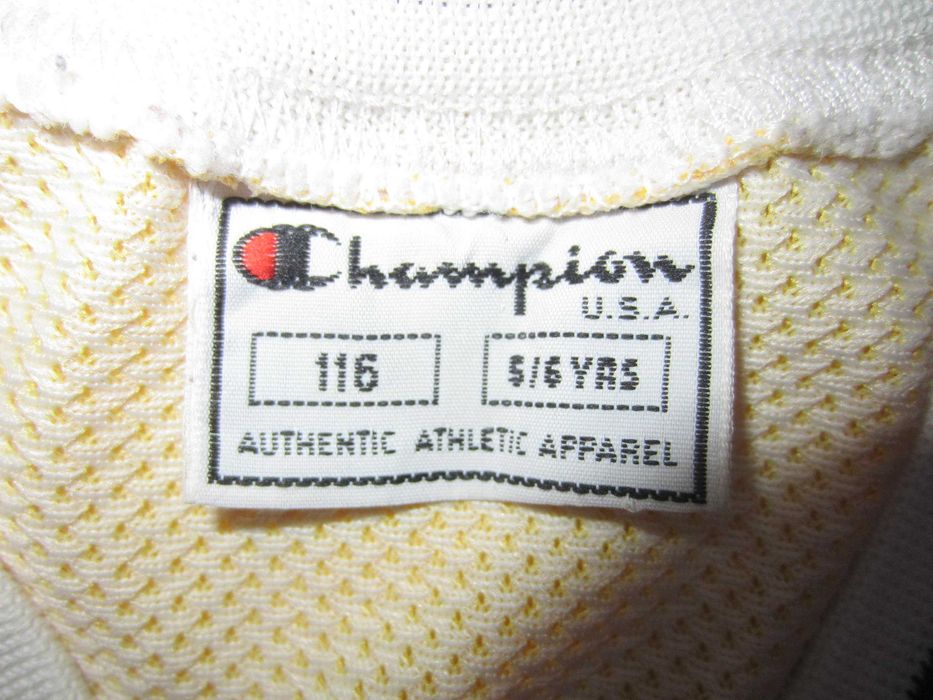 Champion
U.S.A.
116 5/6 YRS
AUTHENTIC ATHLETIC APPAREL